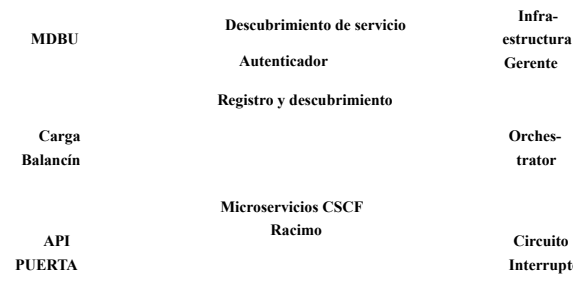 MDBU
Descubrimiento de servicio
Infra-
estructura
Autenticador
Gerente
Registro y descubrimiento
Carga
Balancín
Orches-
trator
Microservicios CSCF
Racimo
API
PUERTA
Circuito
Interrupt